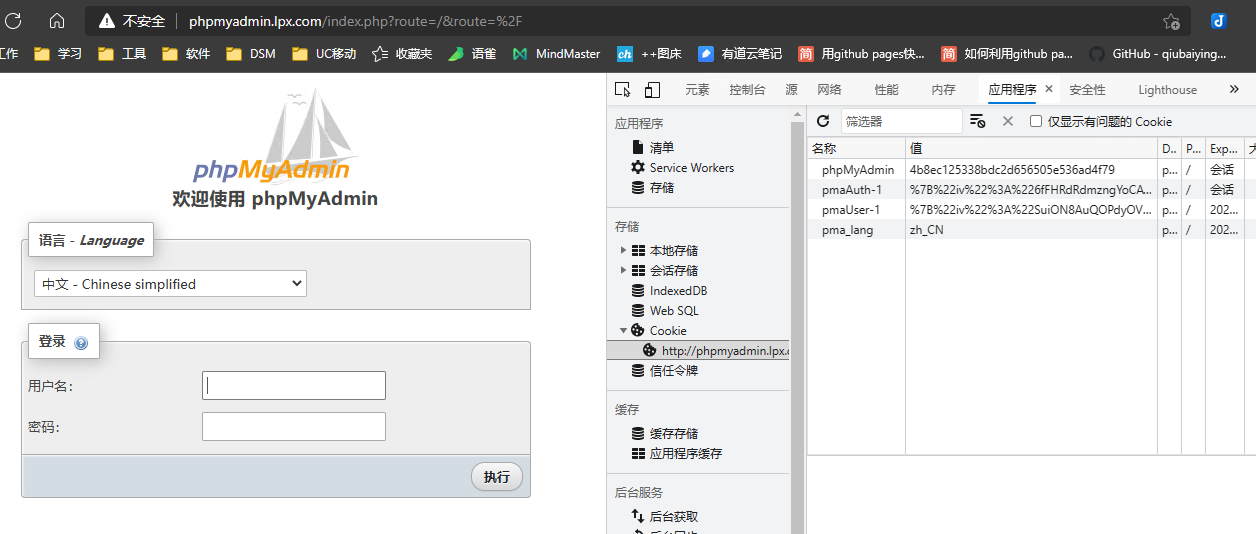 不安全 phpmyadmin.lpx.com/index.php?route=/&route=%2F
工作 学习 工具 软件 DSM UC移动 收藏夹 语雀 MindMaster ++图床 有道云笔记 用github pages快... 如何利用github pa... GitHub - qiubaiying...
phpMyAdmin
欢迎使用 phpMyAdmin
语言 - Language
中文 - Chinese simplified
登录
用户名:
密码:
执行
元素 控制台 源 网络 性能 内存 应用程序 安全性 Lighthouse
应用程序
清单
Service Workers
存储
存储
本地存储
会话存储
IndexedDB
Web SQL
Cookie
http://phpmyadmin.lpx.
信任令牌
缓存
缓存存储
应用程序缓存
后台服务
后台获取
筛选器 仅显示有问题的 Cookie
名称 值 D.. P... Exp...
phpMyAdmin 4b8ec125338bdc2d656505e536ad4f79 p... / 会话
pmaAuth-1 %7B%22iv%22%3A%226fFHRdRdmzngYoCA... p... / 会话
pmaUser-1 %7B%22iv%22%3A%22SuiON8AuQOPdyOV... p... / 202...
pma_lang zh_CN p... / 202...